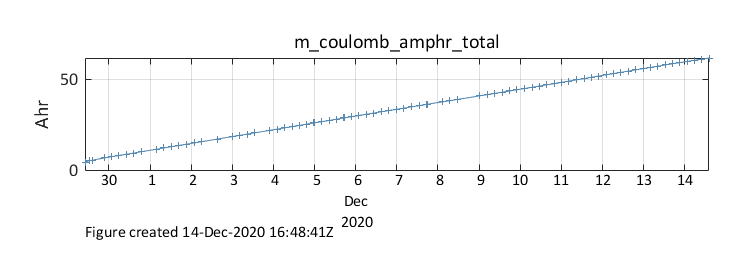 m_coulomb_amphr_total
Ahr
50
0
30 1 2 3 4 5 6 7 8 9 10 11 12 13 14
Dec
2020
Figure created 14-Dec-2020 16:48:41Z